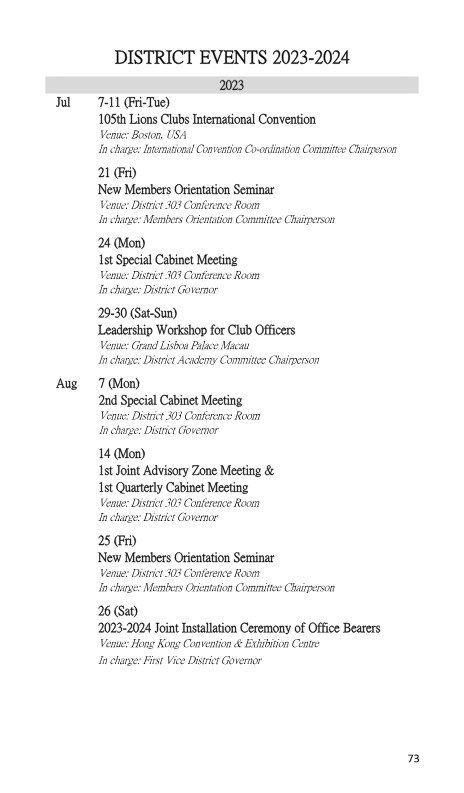 DISTRICT EVENTS 2023-2024
2023
Jul 7-11 (Fri-Tue)
105th Lions Clubs International Convention
Venue: Boston, USA
In charge: International Convention Co-ordination Committee Chairperson
21 (Fri)
New Members Orientation Seminar
Venue: District 303 Conference Room
In charge: Members Orientation Committee Chairperson
24 (Mon)
1st Special Cabinet Meeting
Venue: District 303 Conference Room
In charge: District Governor
29-30 (Sat-Sun)
Leadership Workshop for Club Officers
Venue: Grand Lisboa Palace Macau
In charge: District Academy Committee Chairperson
Aug 7 (Mon)
2nd Special Cabinet Meeting
Venue: District 303 Conference Room
In charge: District Governor
14 (Mon)
1st Joint Advisory Zone Meeting &
1st Quarterly Cabinet Meeting
Venue: District 303 Conference Room
In charge: District Governor
25 (Fri)
New Members Orientation Seminar
Venue: District 303 Conference Room
In charge: Members Orientation Committee Chairperson
26 (Sat)
2023-2024 Joint Installation Ceremony of Office Bearers
Venue: Hong Kong Convention & Exhibition Centre
In charge: First Vice District Governor
73